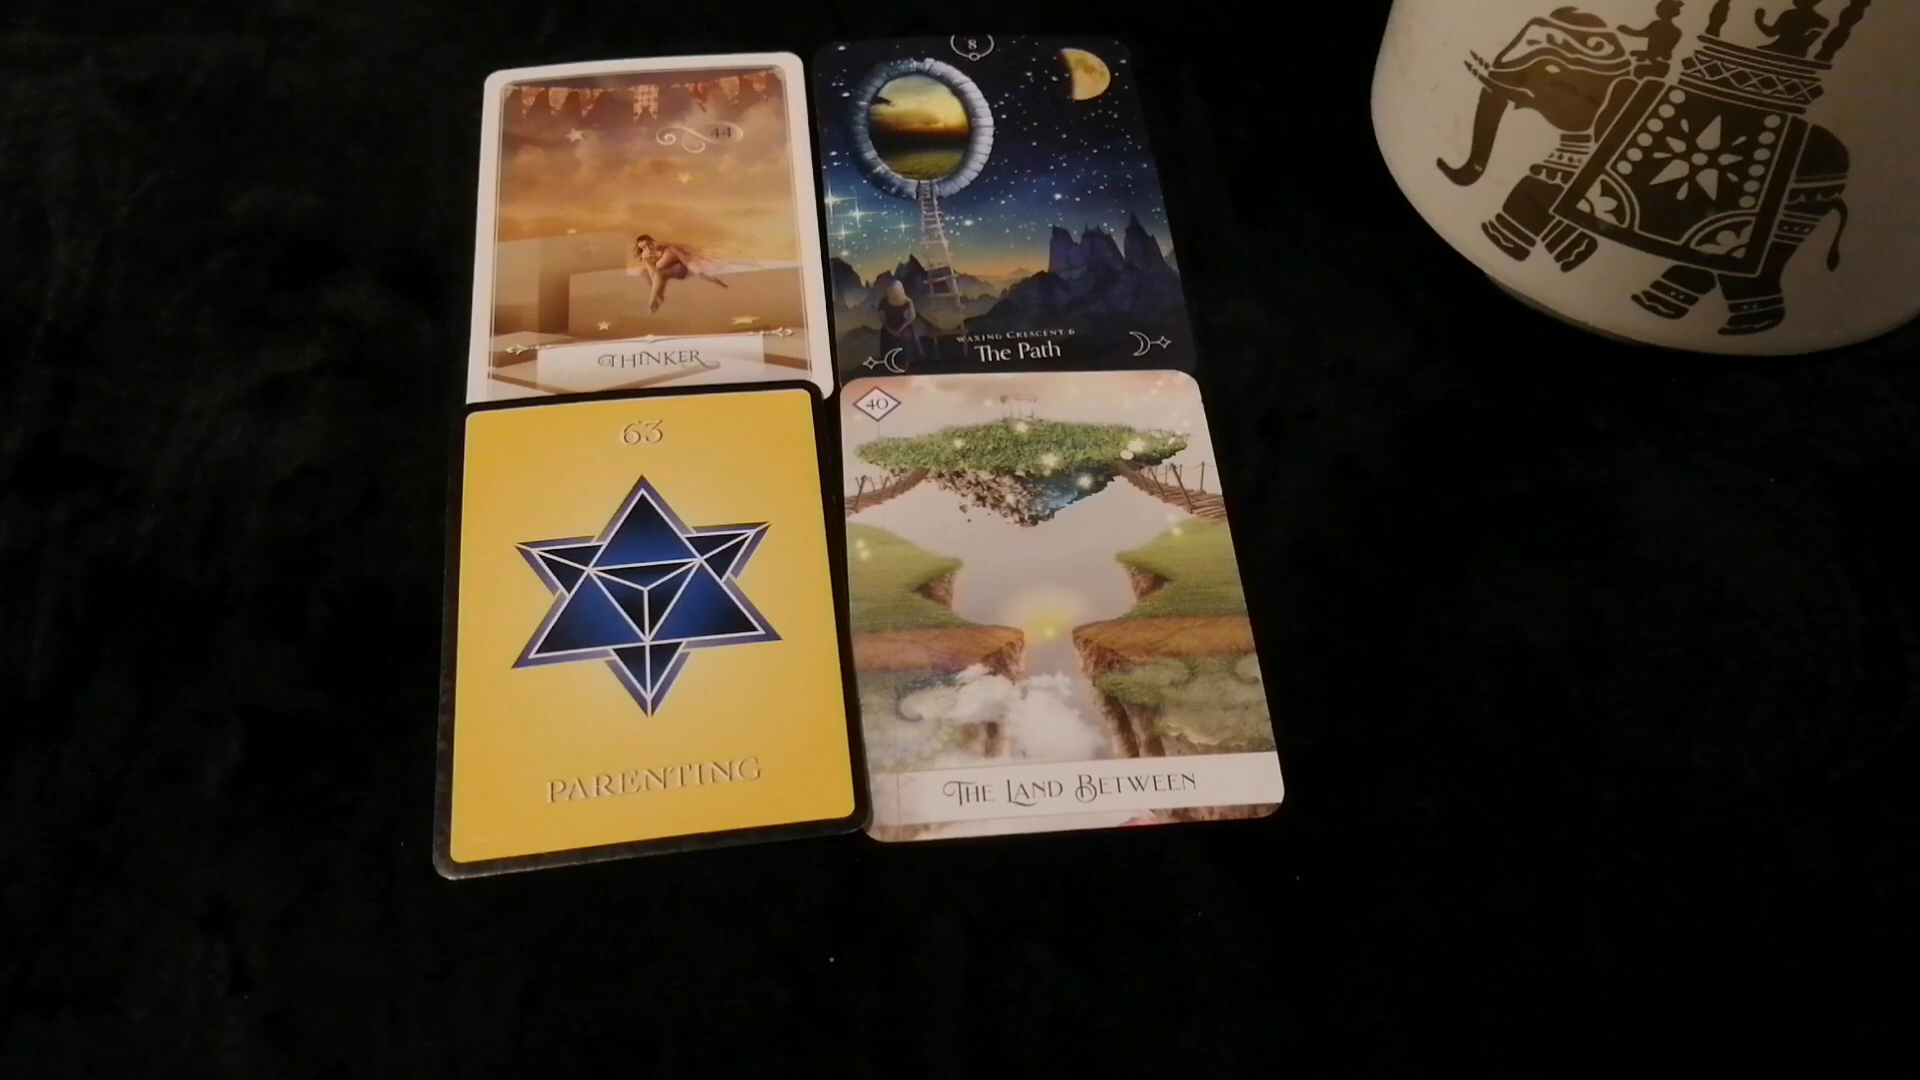 44
THINKER
8
WAXING CRESCENT 6
The Path
63
PARENTING
40
THE LAND BETWEEN